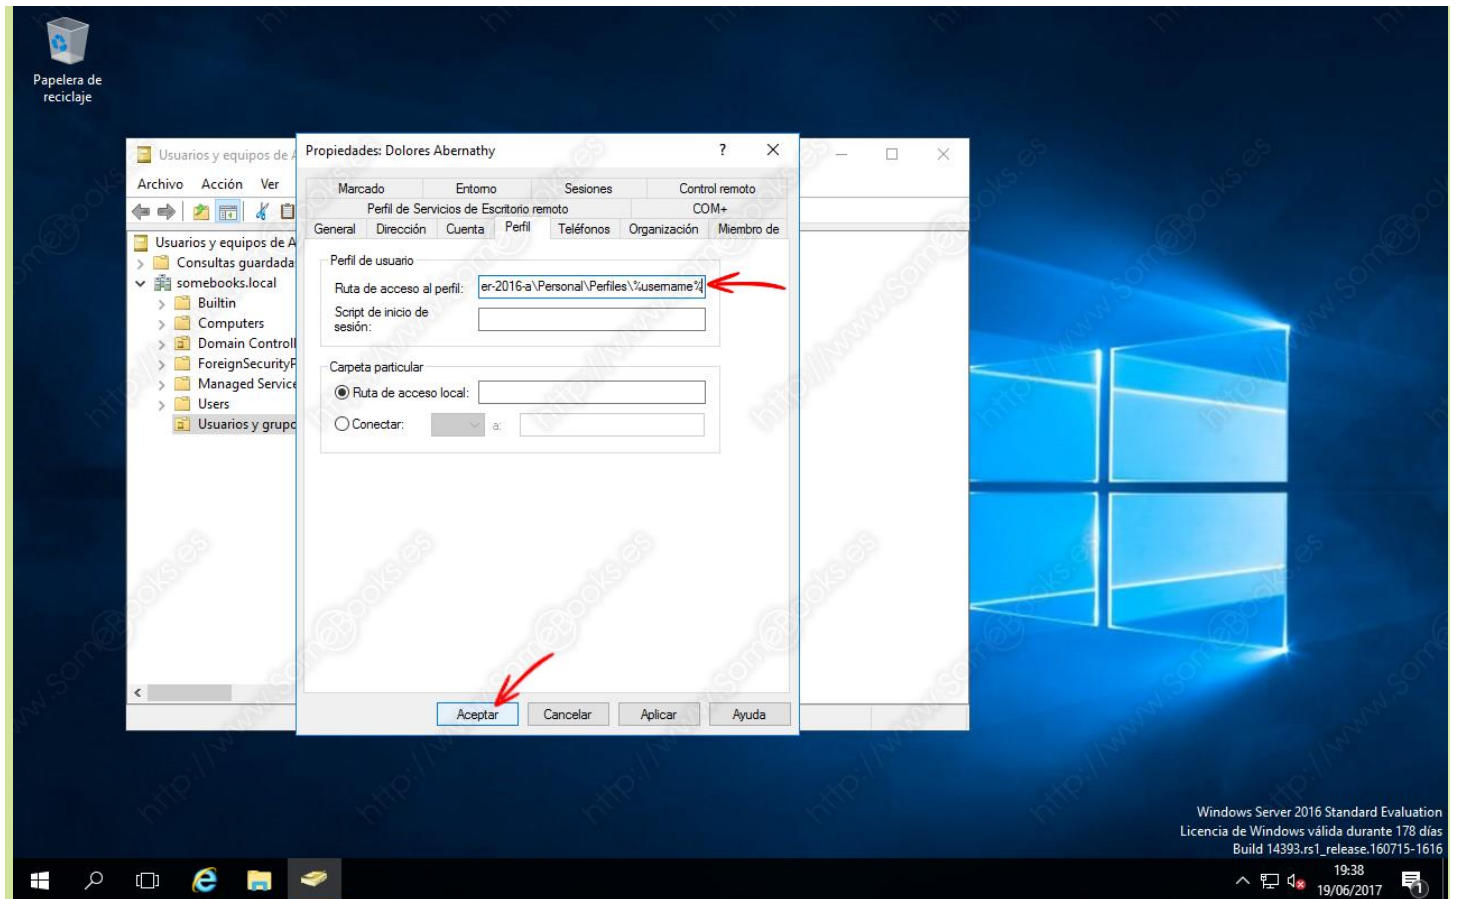 Papelera de
reciclaje
Usuarios y equipos de A
Archivo Acción Ver
Usuarios y equipos de A
Consultas guardada
somebooks.local
Builtin
Computers
Domain Controll
ForeignSecurityP
Managed Service
Users
Usuarios y grupo
Propiedades: Dolores Abernathy
?
Marcado Entorno Sesiones Control remoto
Perfil de Servicios de Escritorio remoto COM+
General Dirección Cuenta Perfil Teléfonos Organización Miembro de
Perfil de usuario
Ruta de acceso al perfil: er-2016-a\Personal\Perfiles\%username%
Script de inicio de
sesión:
Carpeta particular
Ruta de acceso local:
Conectar: a:
Aceptar Cancelar Aplicar Ayuda
Windows Server 2016 Standard Evaluation
Licencia de Windows válida durante 178 días
Build 14393.rs1_release.160715-1616
19:38
19/06/2017
1
http://www.SomeBooks.es